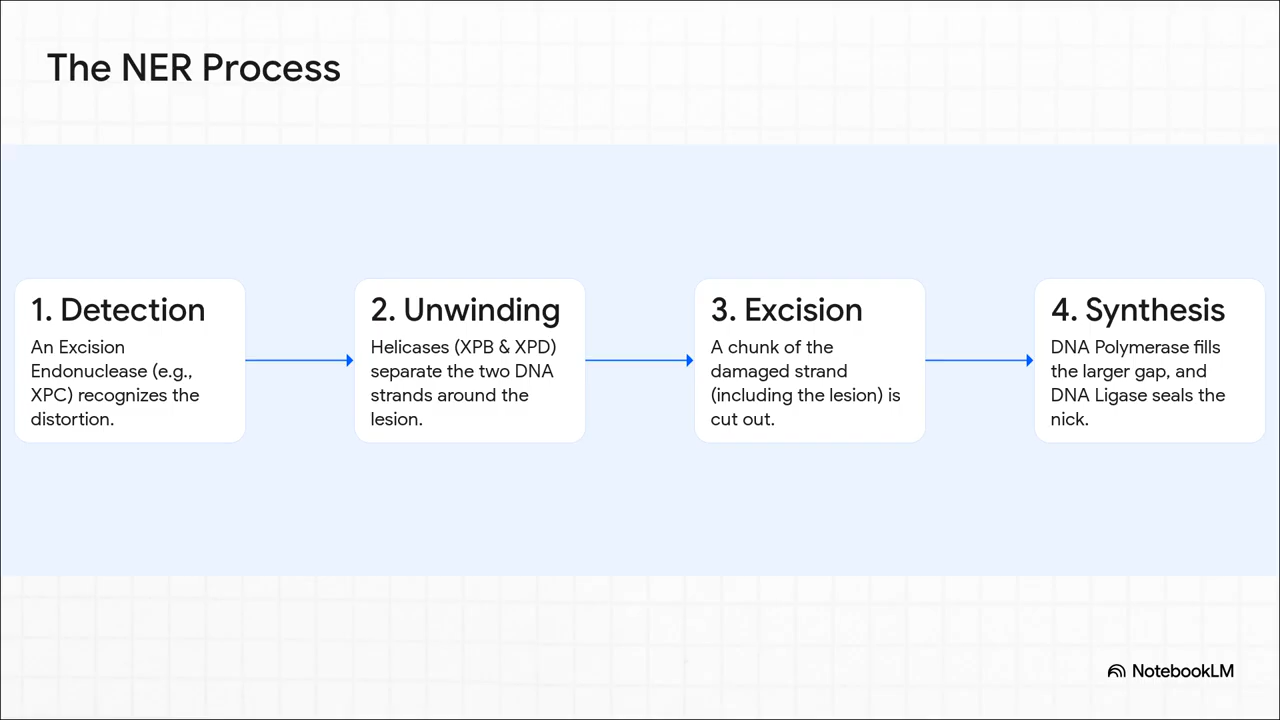 The NER Process
1. Detection
An Excision
Endonuclease (e.g.,
XPC) recognizes the
distortion.
2. Unwinding
Helicases (XPB & XPD)
separate the two DNA
strands around the
lesion.
3. Excision
A chunk of the
damaged strand
(including the lesion) is
cut out.
4. Synthesis
DNA Polymerase fills
the larger gap, and
DNA Ligase seals the
nick.
NotebookLM